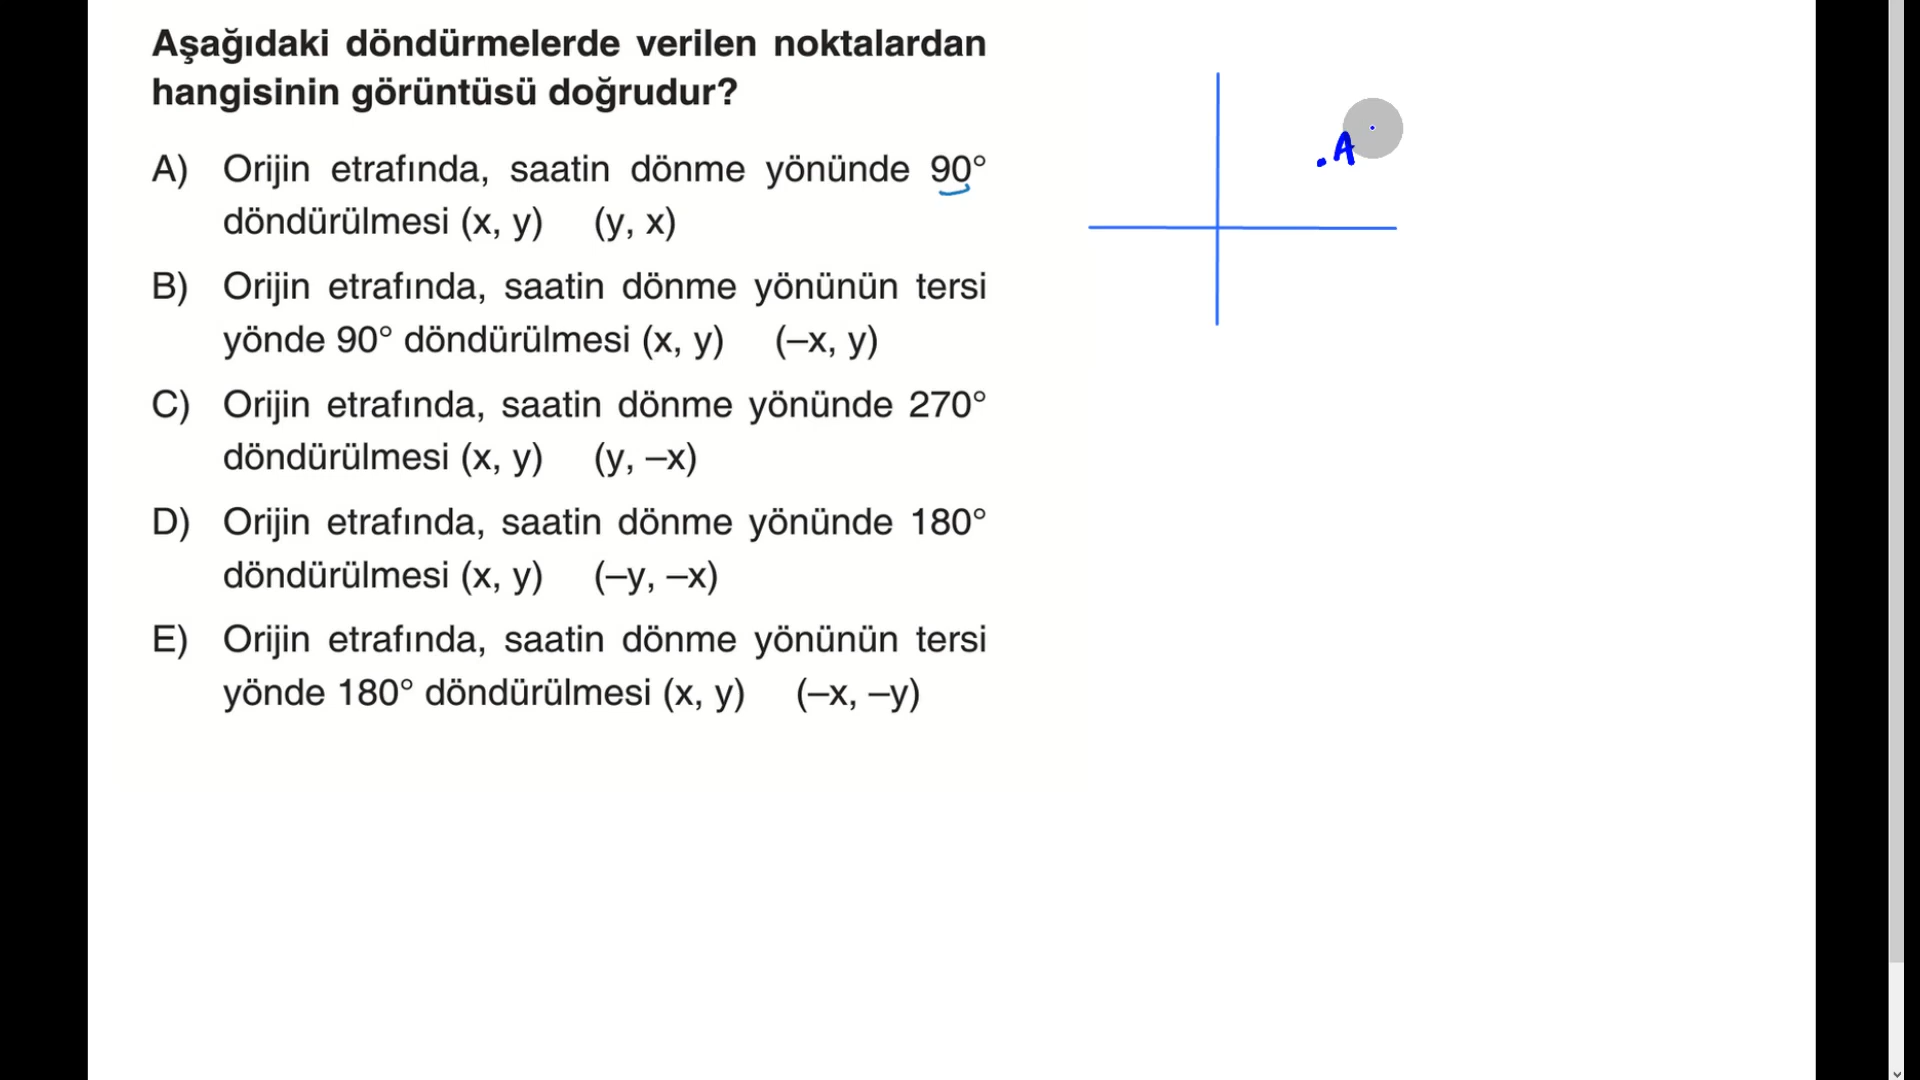 Aşağıdaki döndürmelerde verilen noktalardan
hangisinin görüntüsü doğrudur?
A) Orijin etrafında, saatin dönme yönünde 90°
döndürülmesi (x, y) (y, x)
B) Orijin etrafında, saatin dönme yönünün tersi
yönde 90° döndürülmesi (x, y) (–x, y)
C) Orijin etrafında, saatin dönme yönünde 270°
döndürülmesi (x, y) (y, –x)
D) Orijin etrafında, saatin dönme yönünde 180°
döndürülmesi (x, y) (–y, –x)
E) Orijin etrafında, saatin dönme yönünün tersi
yönde 180° döndürülmesi (x, y) (–x, –y)
.A